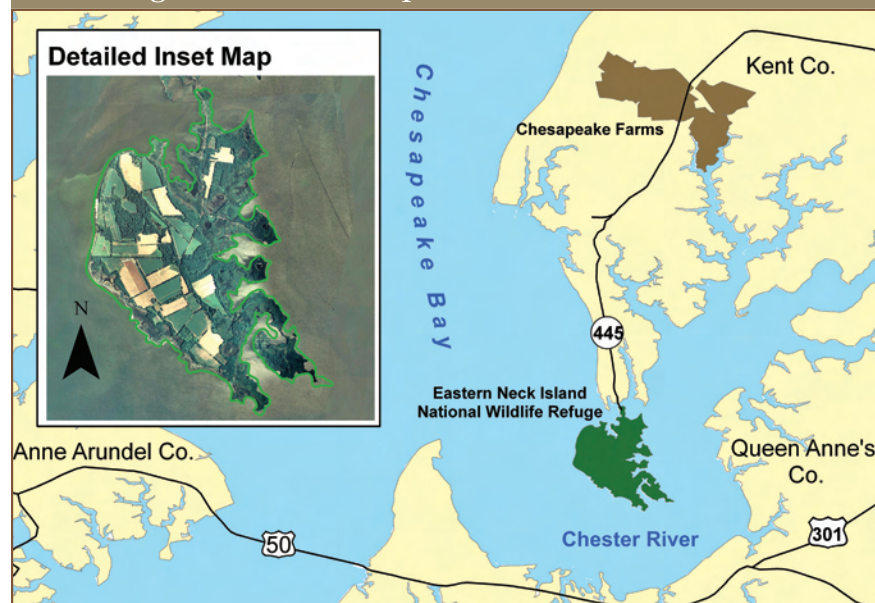 Detailed Inset Map
N
Chesapeake Bay
Kent Co.
Chesapeake Farms
445
Eastern Neck Island
National Wildlife Refuge
Anne Arundel Co.
Queen Anne's
Co.
50
Chester River
301